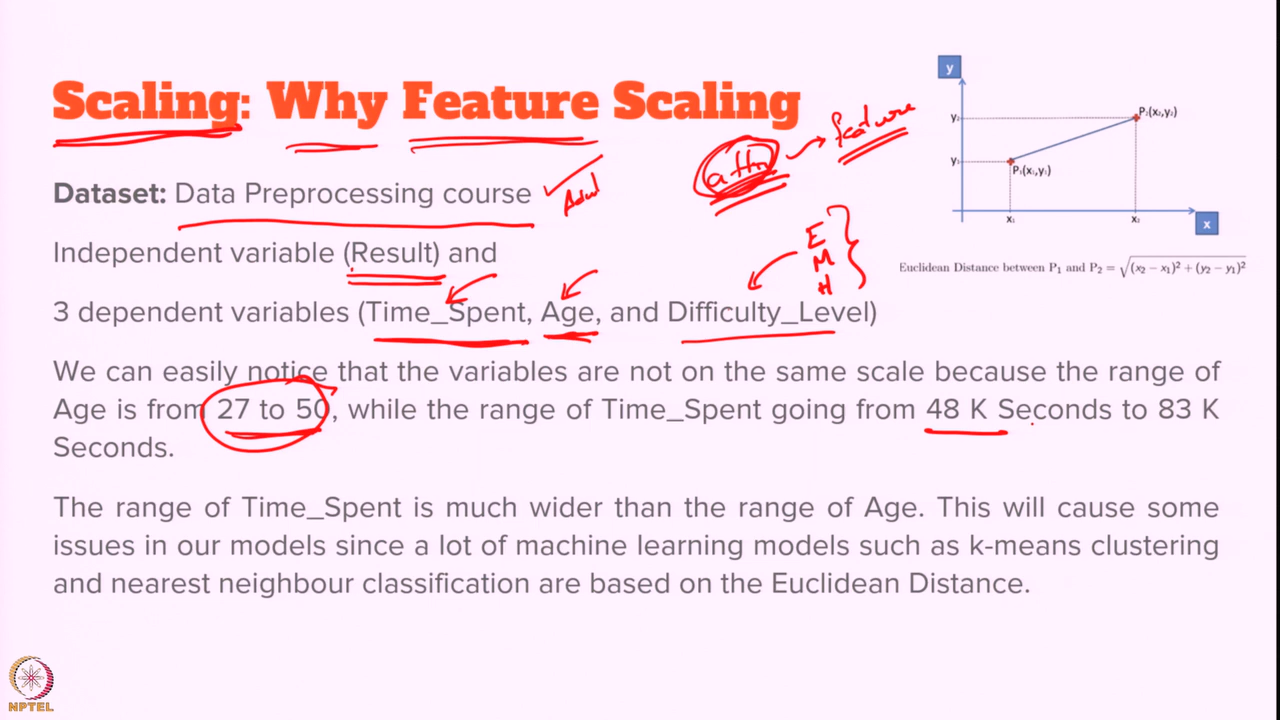 Scaling: Why Feature Scaling
attr → feature
Dataset: Data Preprocessing course
Independent variable (Result) and
E
M
H
3 dependent variables (Time_Spent, Age, and Difficulty_Level)
We can easily notice that the variables are not on the same scale because the range of
Age is from 27 to 50, while the range of Time_Spent going from 48 K Seconds to 83 K
Seconds.
The range of Time_Spent is much wider than the range of Age. This will cause some
issues in our models since a lot of machine learning models such as k-means clustering
and nearest neighbour classification are based on the Euclidean Distance.
y
y₂
P₂(x₂,y₂)
y₁
P₁(x₁,y₁)
x₁
x₂
x
Euclidean Distance between P₁ and P₂ = √(x₂ − x₁)² + (y₂ − y₁)²
NPTEL